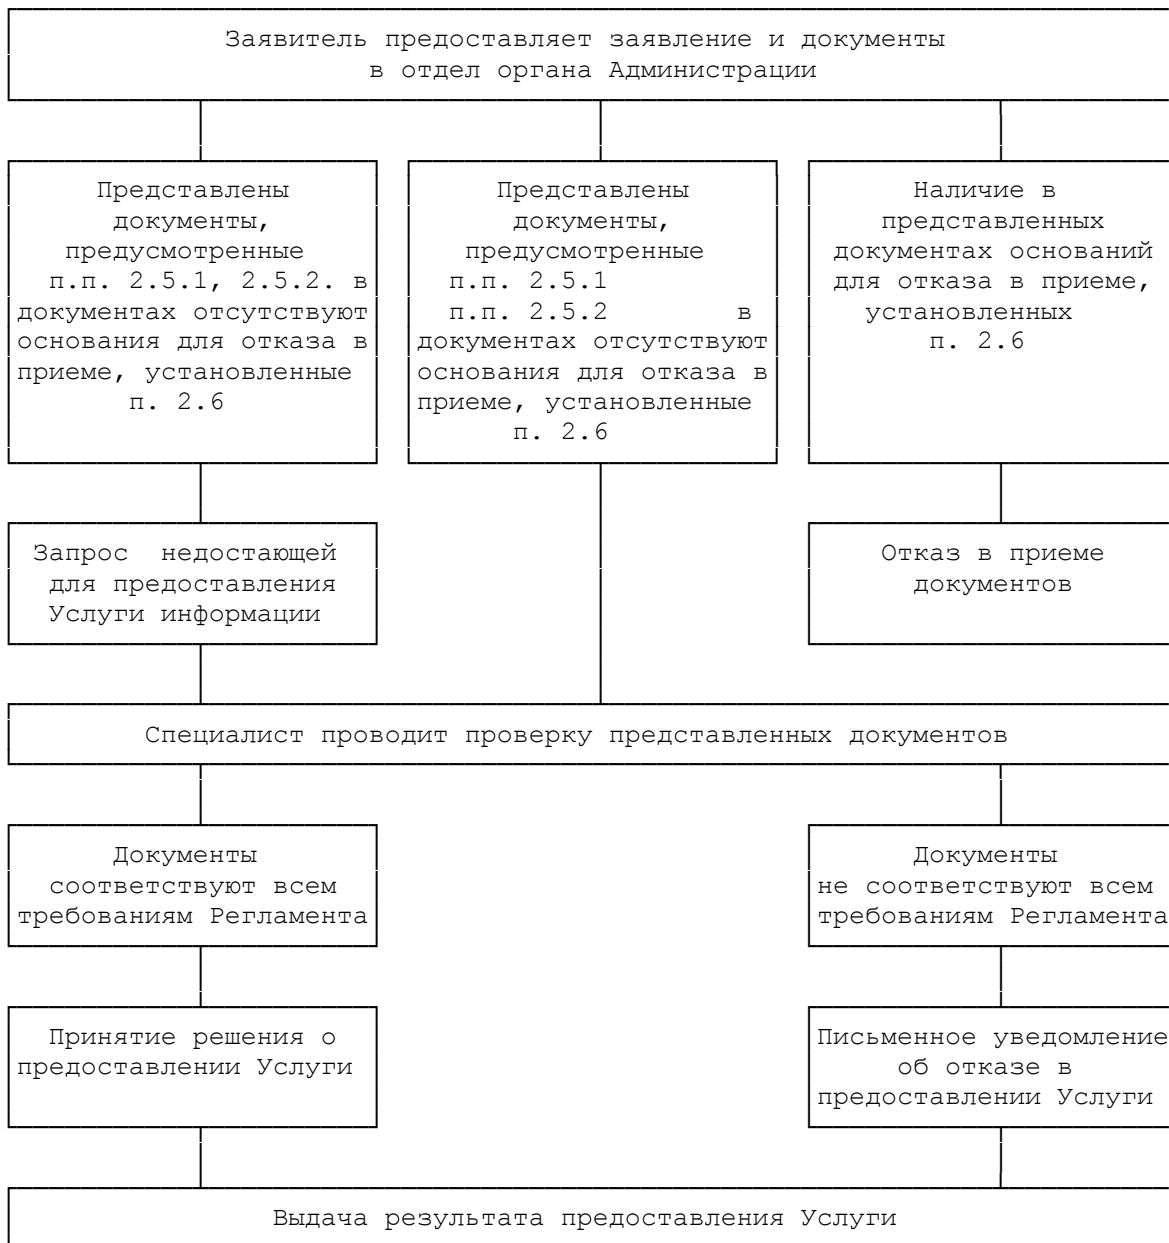 Заявитель предоставляет заявление и документы
в отдел органа Администрации
Представлены
документы,
предусмотренные
п.п. 2.5.1, 2.5.2. в
документах отсутствуют
основания для отказа в
приеме, установленные
п. 2.6
Представлены
документы,
предусмотренные
п.п. 2.5.1
п.п. 2.5.2 в
документах отсутствуют
основания для отказа в
приеме, установленные
п. 2.6
Наличие в
представленных
документах оснований
для отказа в приеме,
установленных
п. 2.6
Запрос недостающей
для предоставления
Услуги информации
Отказ в приеме
документов
Специалист проводит проверку представленных документов
Документы
соответствуют всем
требованиям Регламента
Документы
не соответствуют всем
требованиям Регламента
Принятие решения о
предоставлении Услуги
Письменное уведомление
об отказе в
предоставлении Услуги
Выдача результата предоставления Услуги